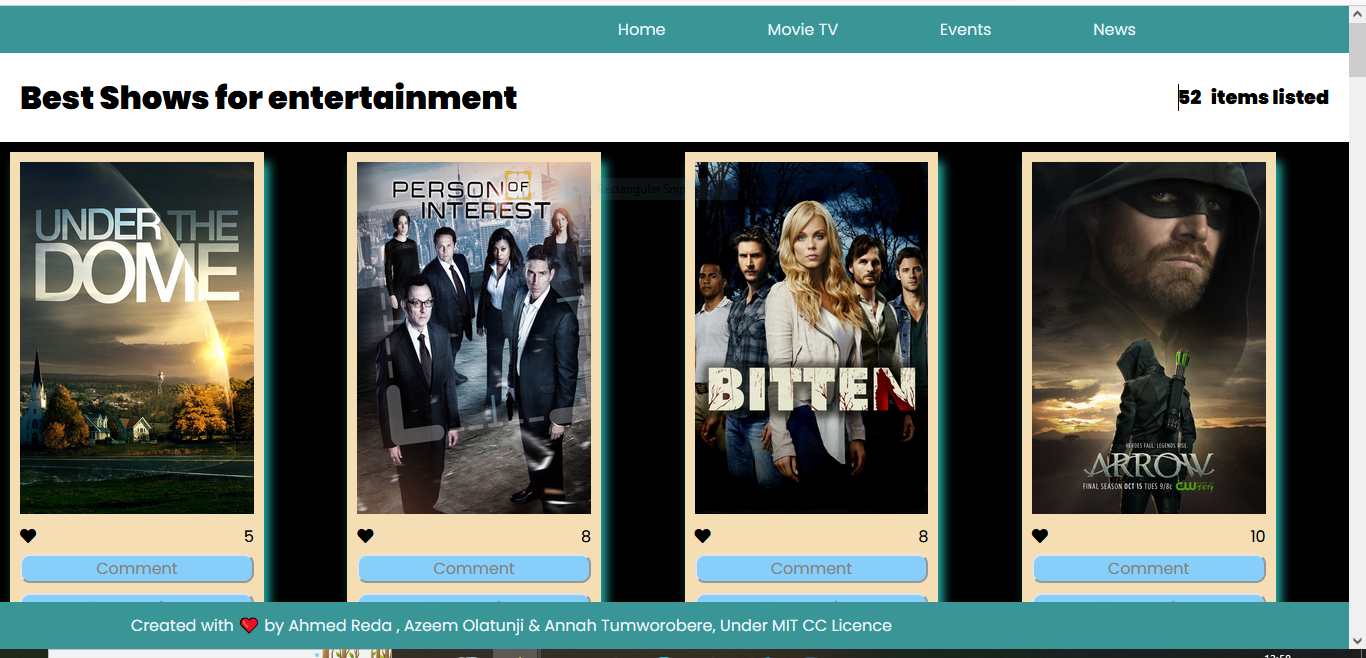 Home Movie TV Events News
Best Shows for entertainment
52 items listed
UNDER THE
DOME
PERSON OF
INTEREST
Rectangular Snip
BITTEN
HEROES FALL. LEGENDS RISE.
ARROW
FINAL SEASON OCT 15 TUES 9/8c CW
5
8
8
10
Comment
Comment
Comment
Comment
Created with by Ahmed Reda , Azeem Olatunji & Annah Tumworobere, Under MIT CC Licence